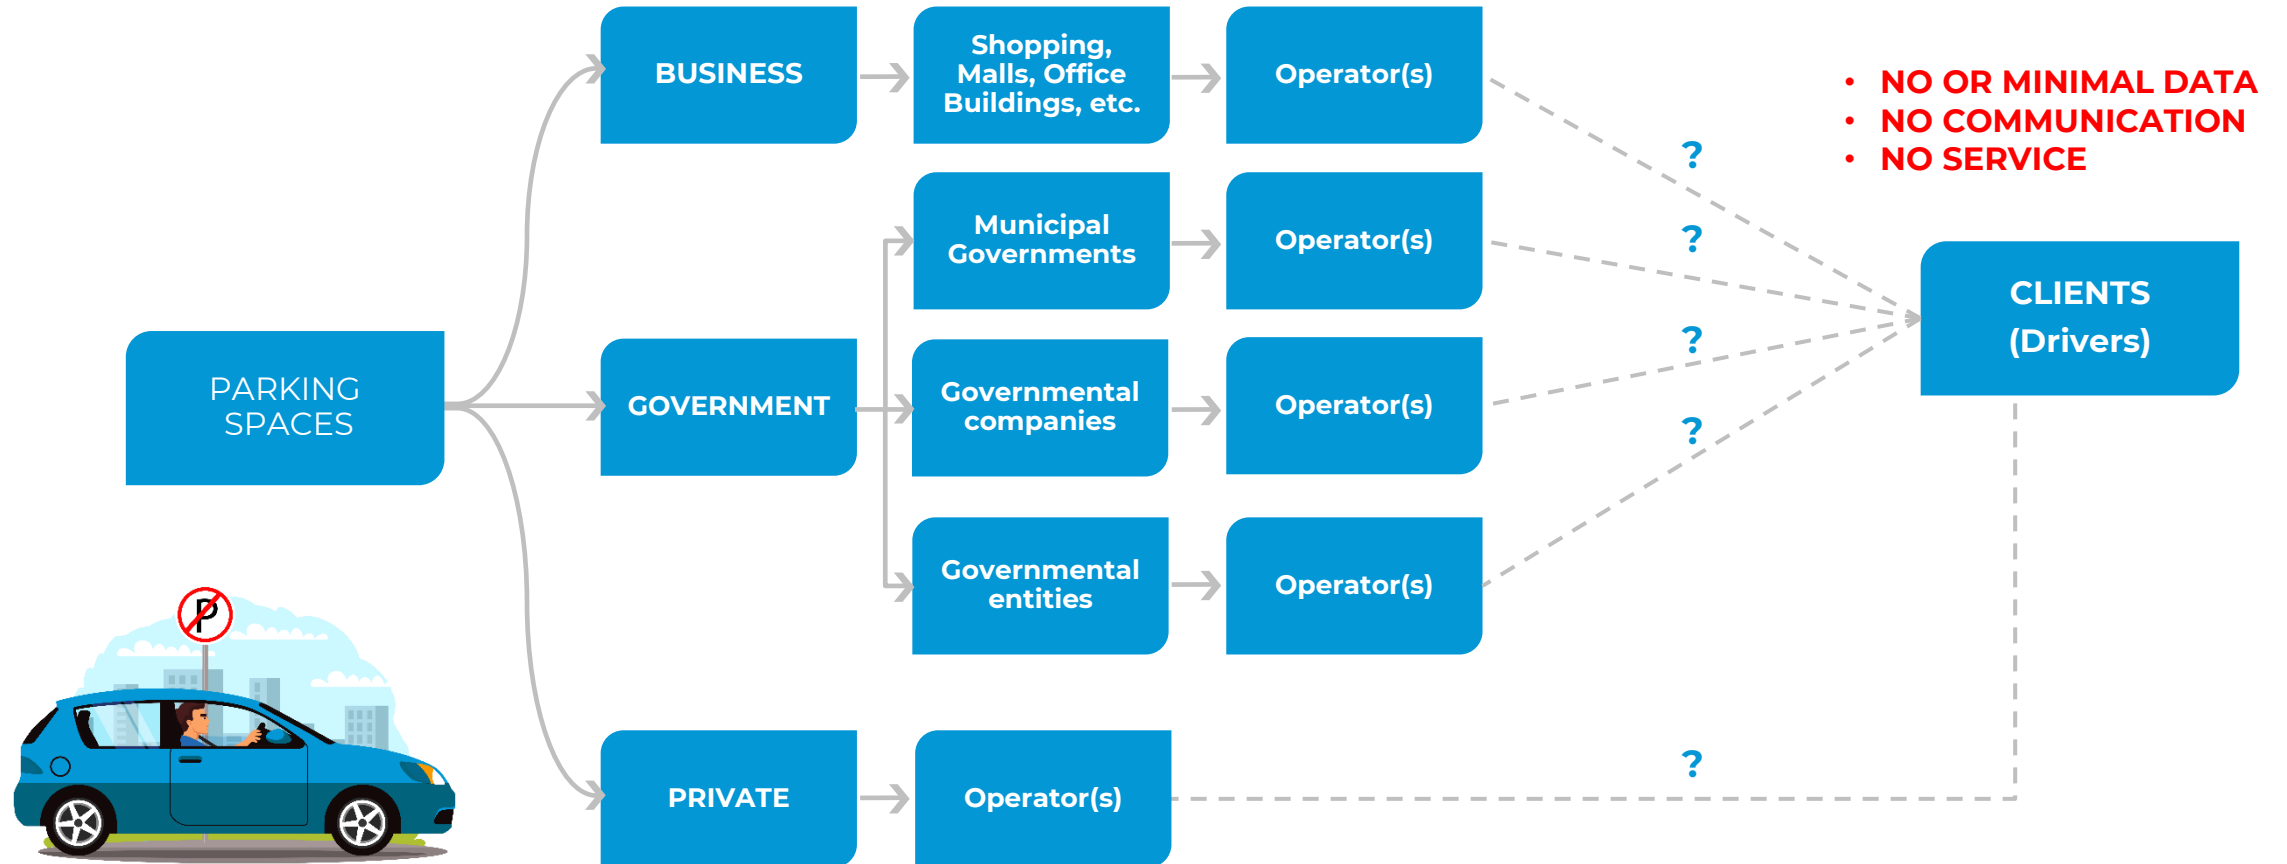 BUSINESS
Shopping,
Malls, Office
Buildings, etc.
Operator(s)
• NO OR MINIMAL DATA
• NO COMMUNICATION
• NO SERVICE
?
Municipal
Governments
Operator(s)
?
CLIENTS
(Drivers)
PARKING
SPACES
GOVERNMENT
Governmental
companies
Operator(s)
?
?
Governmental
entities
Operator(s)
P
PRIVATE
Operator(s)
?